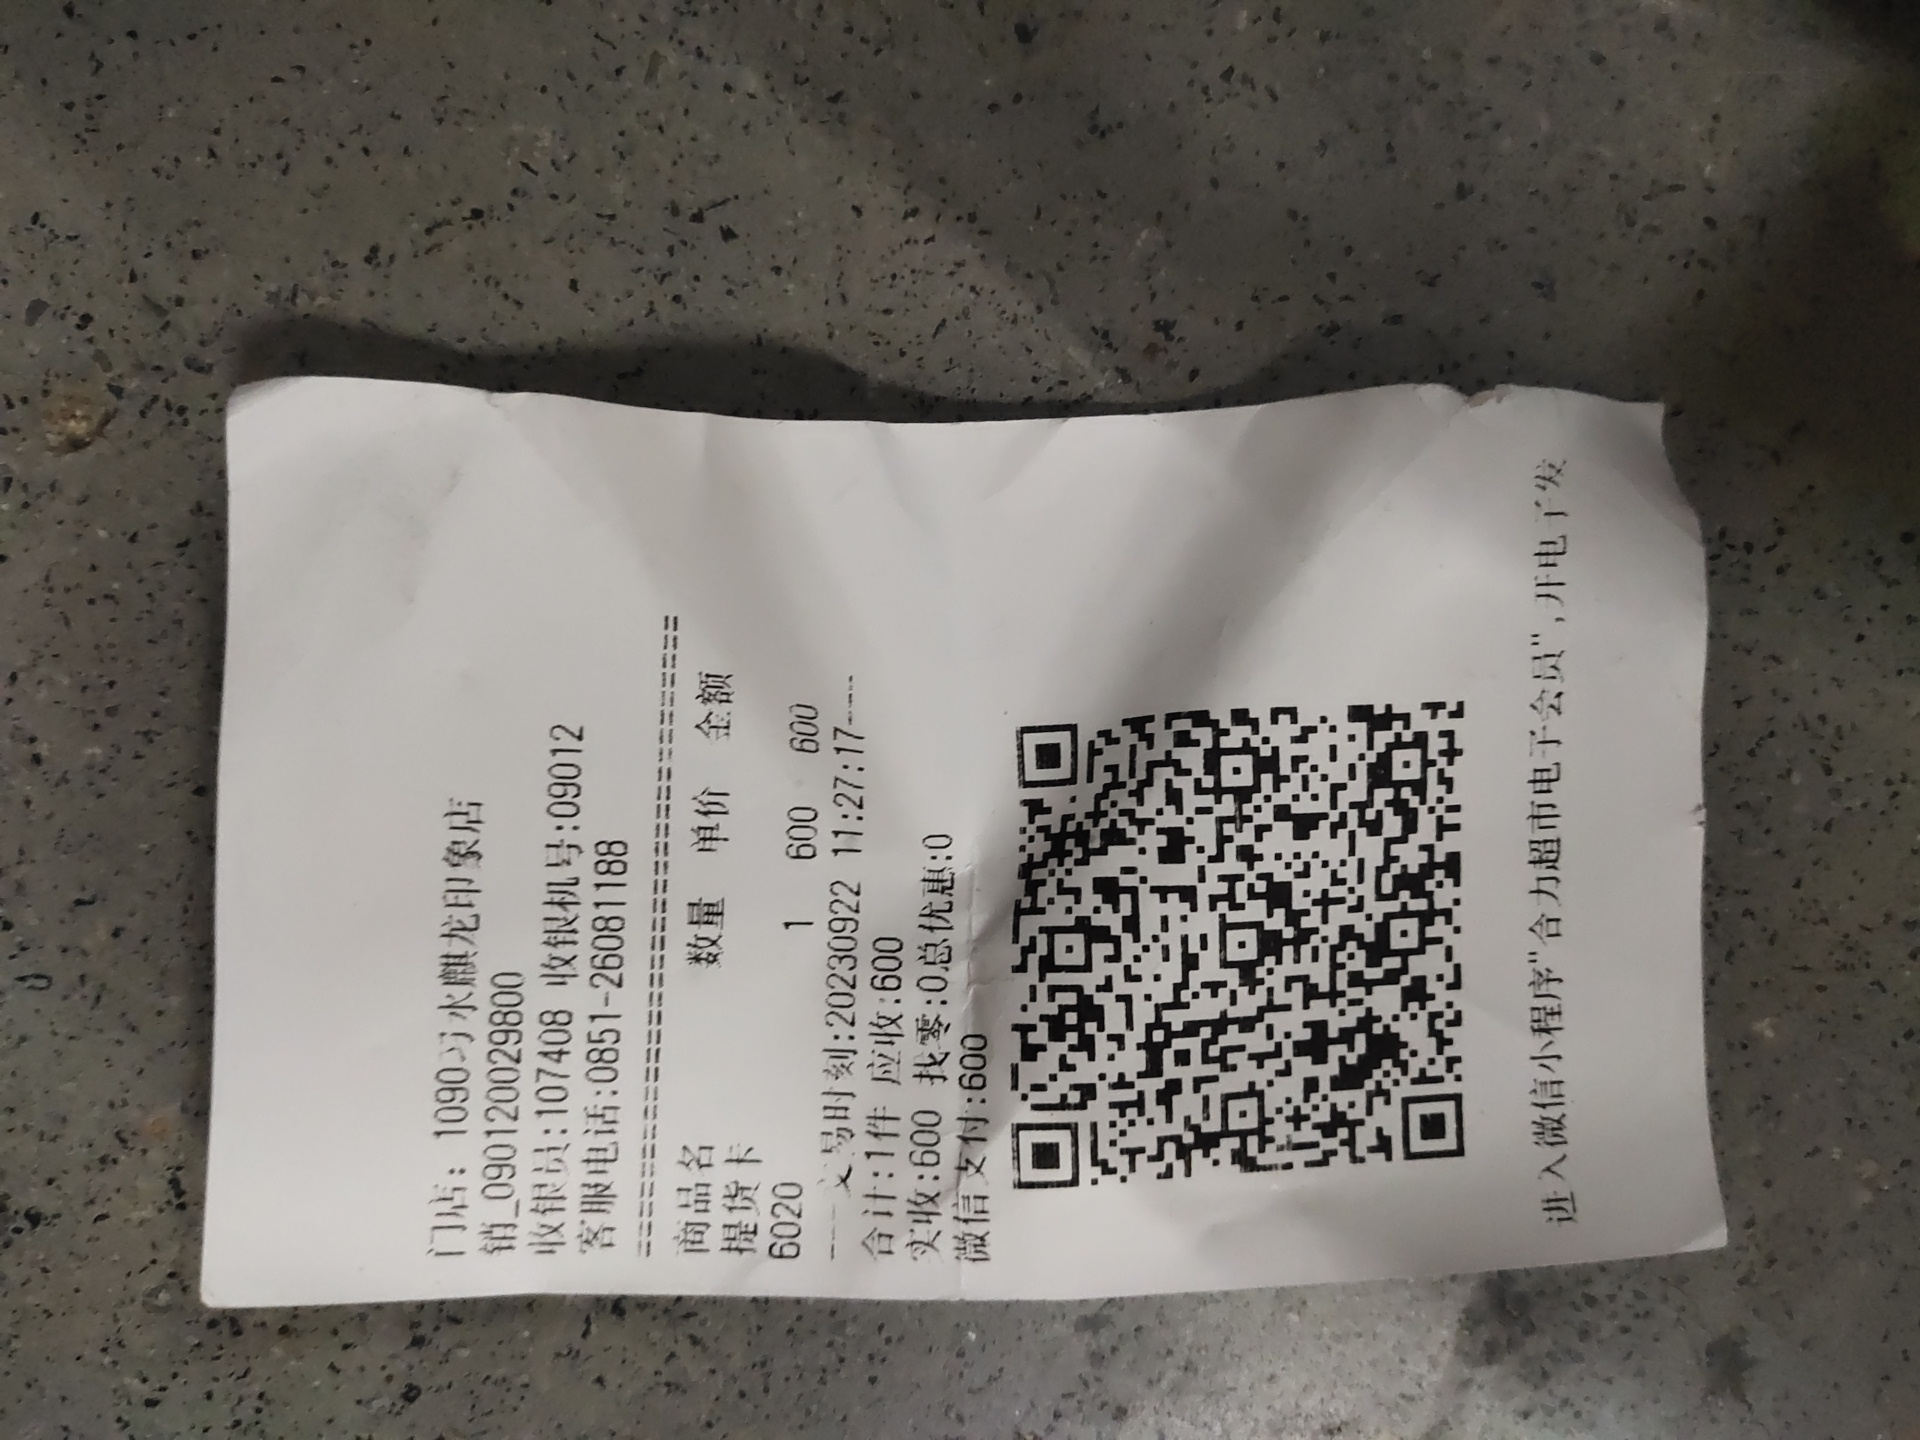 门店: 1090习水麒龙印象店
销_090120029800
收银员:107408 收银机号:09012
客服电话:0851-26081188
================================
商品名 数量 单价 金额
提货卡
6020 1 600 600
---交易时刻:20230922 11:27:17----
合计:1件 应收:600
实收:600 找零:0总优惠:0
微信支付:600
进入微信小程序"合力超市电子会员",开电子发